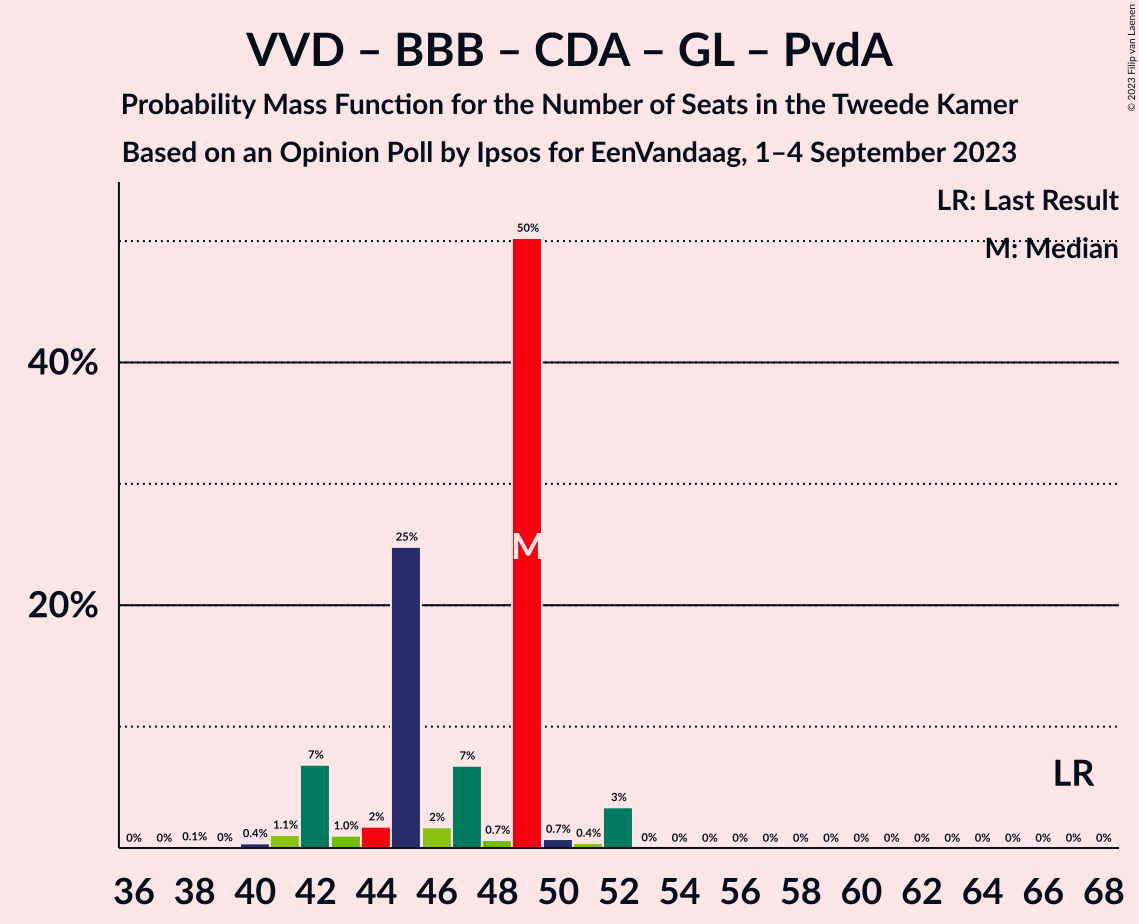 VVD – BBB – CDA – GL – PvdA
Probability Mass Function for the Number of Seats in the Tweede Kamer
Based on an Opinion Poll by Ipsos for EenVandaag, 1–4 September 2023
© 2023 Filip van Laenen
LR: Last Result
M: Median
40%
20%
0% 0% 0.1% 0% 0.4% 1.1% 7% 1.0% 2% 25% 2% 7% 0.7% 50% 0.7% 0.4% 3% 0% 0% 0% 0% 0% 0% 0% 0% 0% 0% 0% 0% 0% 0% 0% 0%
M
LR
36 38 40 42 44 46 48 50 52 54 56 58 60 62 64 66 68